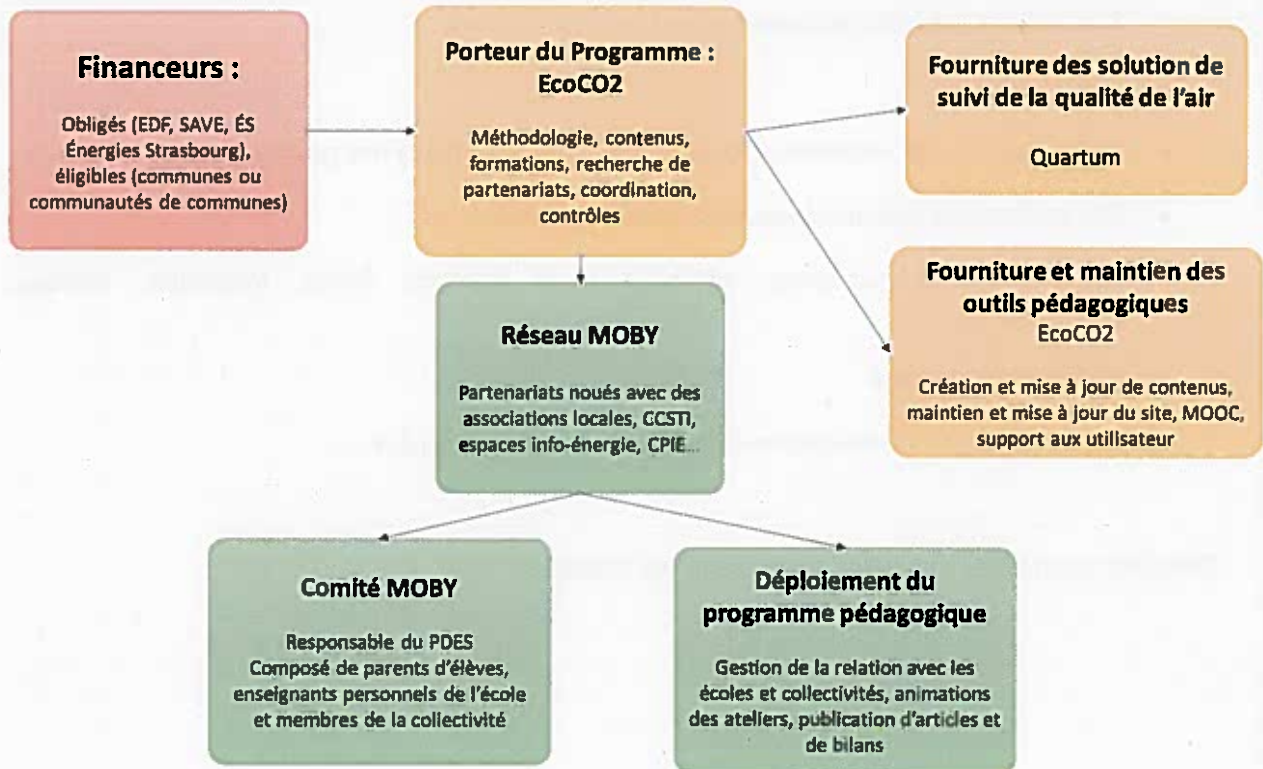 Financeurs :
Obligés (EDF, SAVE, ÉS
Énergies Strasbourg),
éligibles (communes ou
communautés de communes)
Porteur du Programme :
EcoCO2
Méthodologie, contenus,
formations, recherche de
partenariats, coordination,
contrôles
Fourniture des solution de
suivi de la qualité de l'air
Quartum
Fourniture et maintien des
outils pédagogiques
EcoCO2
Création et mise à jour de contenus,
maintien et mise à jour du site, MOOC,
support aux utilisateur
Réseau MOBY
Partenariats noués avec des
associations locales, CCSTI,
espaces info-énergie, CPIE...
Comité MOBY
Responsable du PDES
Composé de parents d'élèves,
enseignants personnels de l'école
et membres de la collectivité
Déploiement du
programme pédagogique
Gestion de la relation avec les
écoles et collectivités, animations
des ateliers, publication d'articles et
de bilans